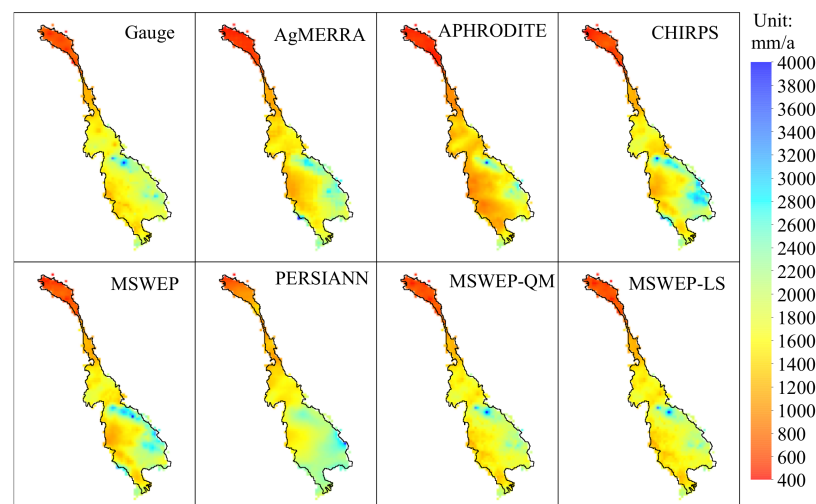 Gauge
AgMERRA
APHRODITE
CHIRPS
MSWEP
PERSIANN
MSWEP-QM
MSWEP-LS
Unit:
mm/a
4000
3800
3600
3400
3200
3000
2800
2600
2400
2200
2000
1800
1600
1400
1200
1000
800
600
400